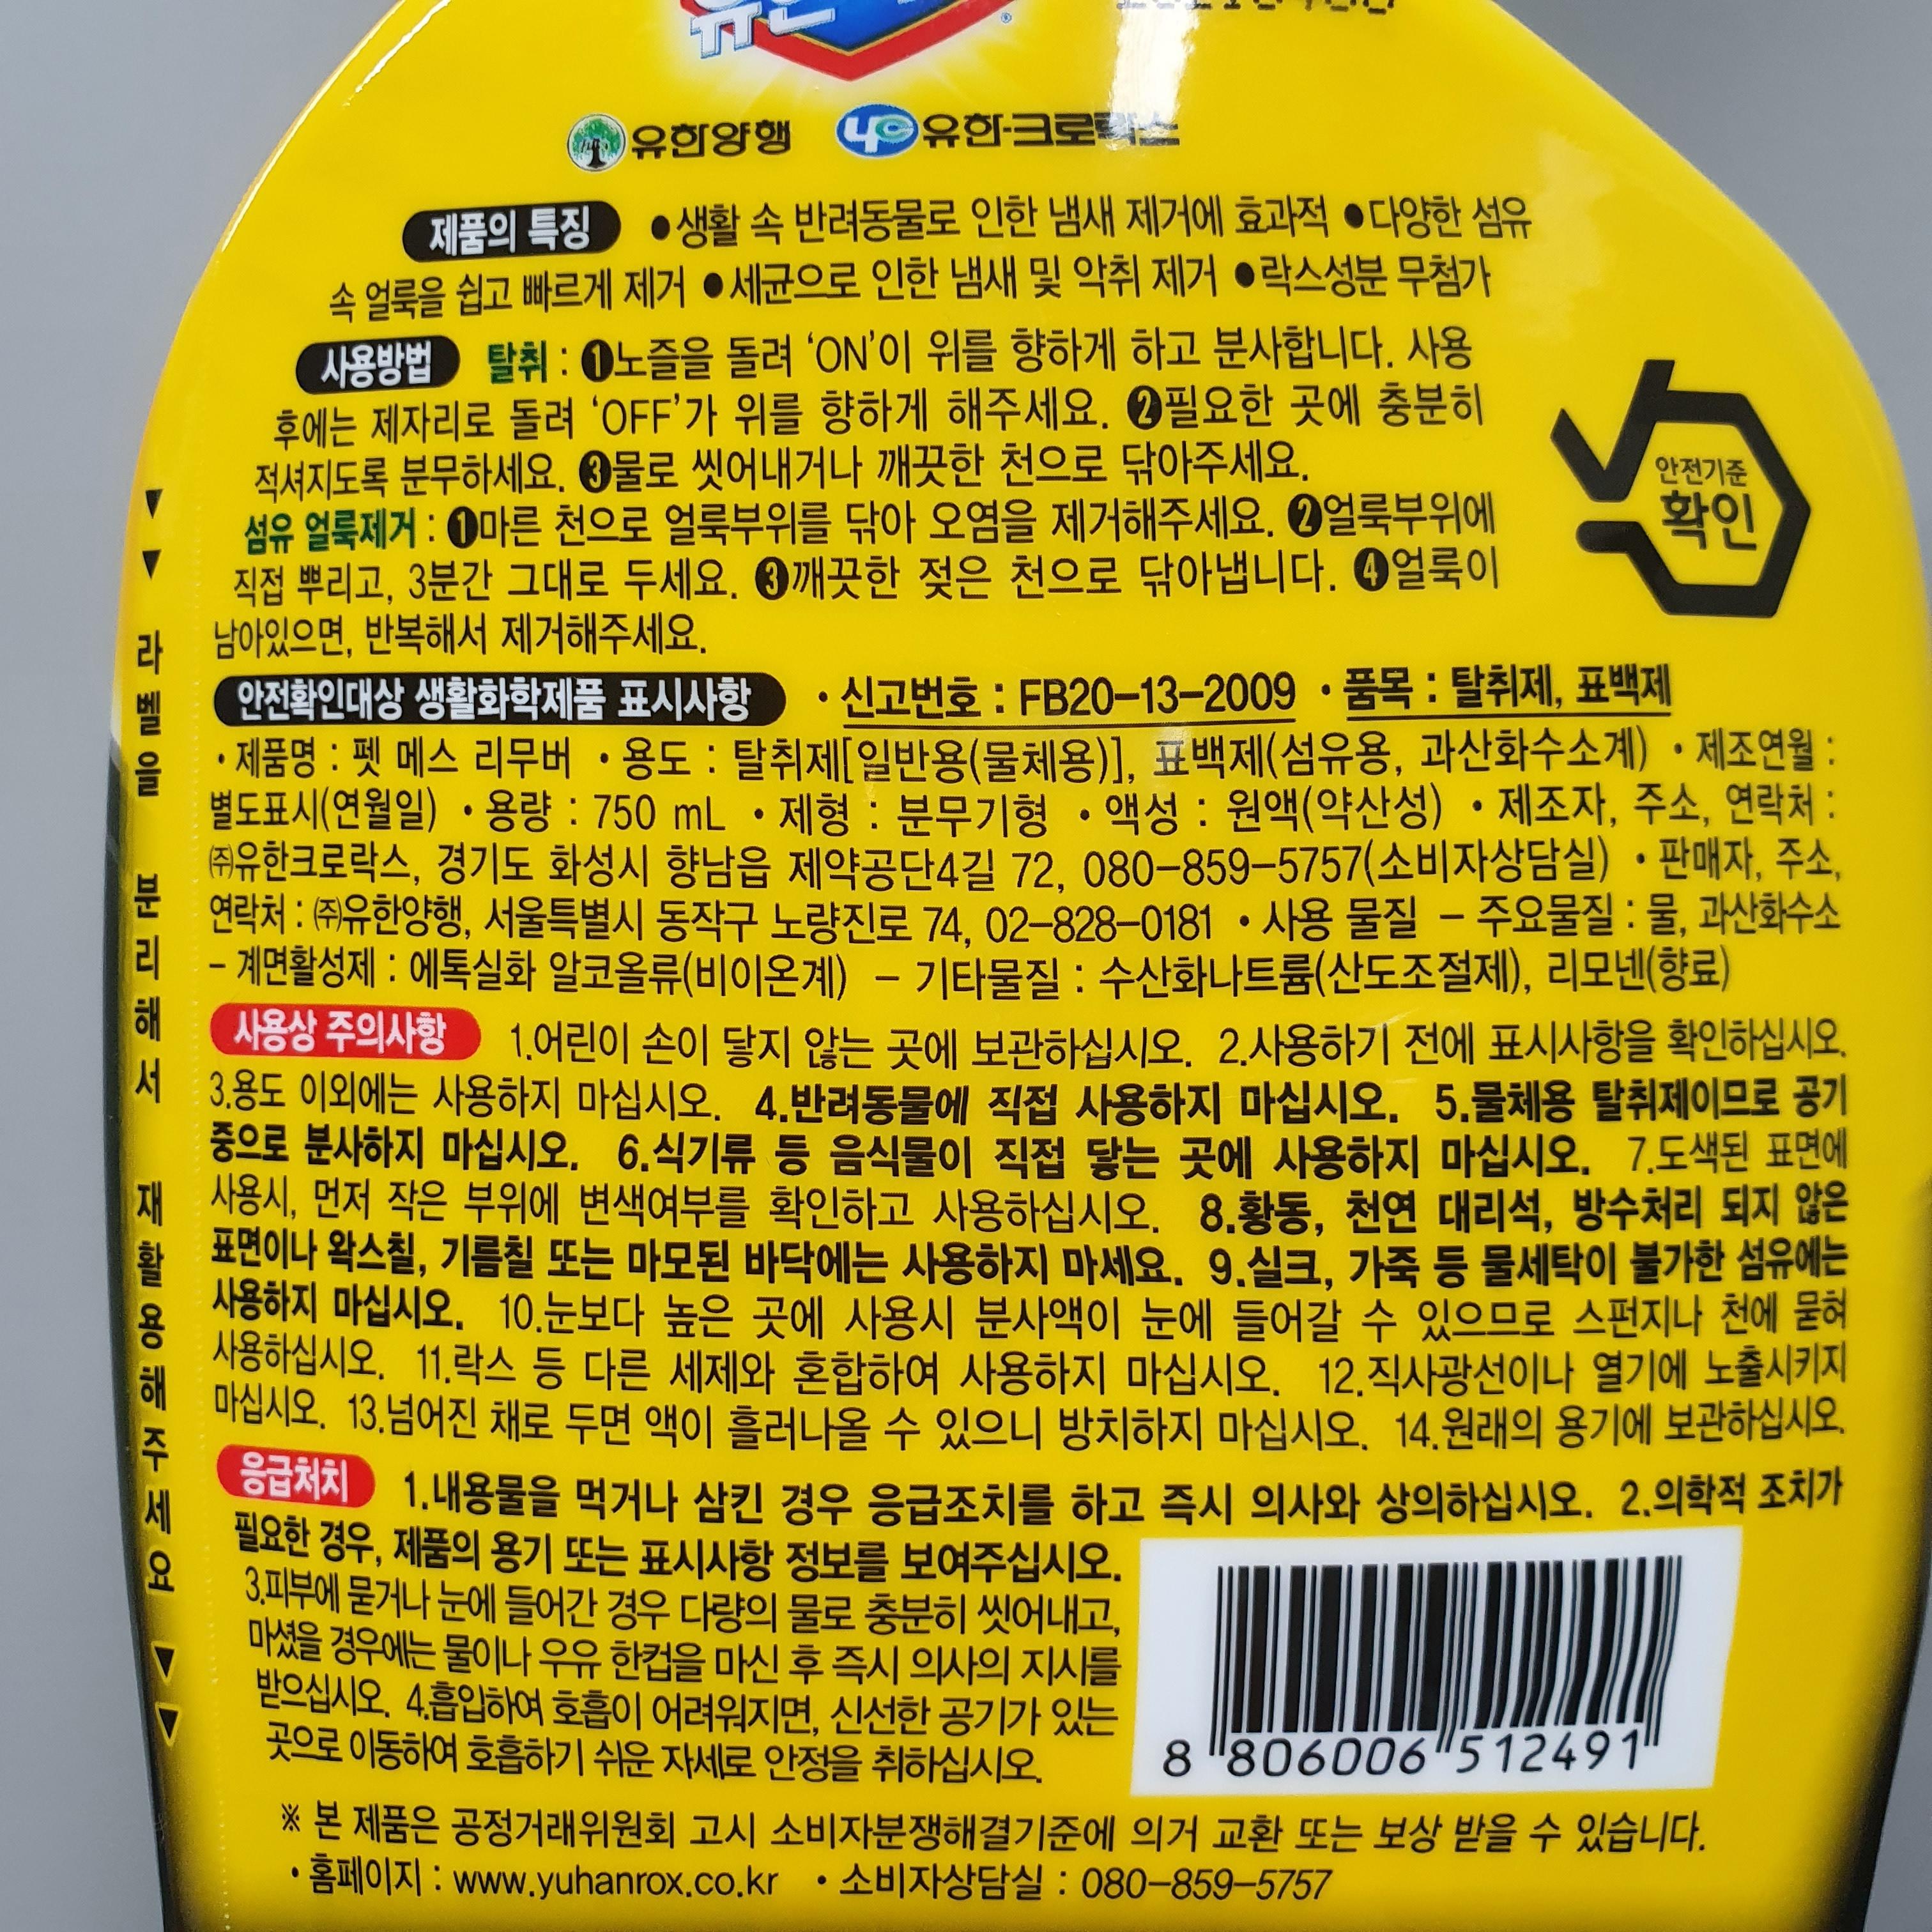 유한양행 유한-크로락스
제품의 특징 ●생활 속 반려동물로 인한 냄새 제거에 효과적 ●다양한 섬유
속 얼룩을 쉽고 빠르게 제거 ●세균으로 인한 냄새 및 악취 제거 ●락스성분 무첨가
사용방법 탈취 : ❶노즐을 돌려 ‘ON’이 위를 향하게 하고 분사합니다. 사용
후에는 제자리로 돌려 ‘OFF’가 위를 향하게 해주세요. ❷필요한 곳에 충분히
적셔지도록 분무하세요. ❸물로 씻어내거나 깨끗한 천으로 닦아주세요.
섬유 얼룩제거 : ❶마른 천으로 얼룩부위를 닦아 오염을 제거해주세요. ❷얼룩부위에
직접 뿌리고, 3분간 그대로 두세요. ❸깨끗한 젖은 천으로 닦아냅니다. ❹얼룩이
남아있으면, 반복해서 제거해주세요.
안전기준
확인
안전확인대상 생활화학제품 표시사항 · 신고번호 : FB20-13-2009 · 품목 : 탈취제, 표백제
· 제품명 : 펫 메스 리무버 · 용도 : 탈취제[일반용(물체용)], 표백제(섬유용, 과산화수소계) · 제조연월 :
별도표시(연월일) · 용량 : 750 mL · 제형 : 분무기형 · 액성 : 원액(약산성) · 제조자, 주소, 연락처 :
㈜유한크로락스, 경기도 화성시 향남읍 제약공단4길 72, 080-859-5757(소비자상담실) · 판매자, 주소,
연락처 : ㈜유한양행, 서울특별시 동작구 노량진로 74, 02-828-0181 · 사용 물질 - 주요물질 : 물, 과산화수소
- 계면활성제 : 에톡실화 알코올류(비이온계) - 기타물질 : 수산화나트륨(산도조절제), 리모넨(향료)
사용상 주의사항 1.어린이 손이 닿지 않는 곳에 보관하십시오. 2.사용하기 전에 표시사항을 확인하십시오.
3.용도 이외에는 사용하지 마십시오. 4.반려동물에 직접 사용하지 마십시오. 5.물체용 탈취제이므로 공기
중으로 분사하지 마십시오. 6.식기류 등 음식물이 직접 닿는 곳에 사용하지 마십시오. 7.도색된 표면에
사용시, 먼저 작은 부위에 변색여부를 확인하고 사용하십시오. 8.황동, 천연 대리석, 방수처리 되지 않은
표면이나 왁스칠, 기름칠 또는 마모된 바닥에는 사용하지 마세요. 9.실크, 가죽 등 물세탁이 불가한 섬유에는
사용하지 마십시오. 10.눈보다 높은 곳에 사용시 분사액이 눈에 들어갈 수 있으므로 스펀지나 천에 묻혀
사용하십시오. 11.락스 등 다른 세제와 혼합하여 사용하지 마십시오. 12.직사광선이나 열기에 노출시키지
마십시오. 13.넘어진 채로 두면 액이 흘러나올 수 있으니 방치하지 마십시오. 14.원래의 용기에 보관하십시오.
응급처치 1.내용물을 먹거나 삼킨 경우 응급조치를 하고 즉시 의사와 상의하십시오. 2.의학적 조치가
필요한 경우, 제품의 용기 또는 표시사항 정보를 보여주십시오.
3.피부에 묻거나 눈에 들어간 경우 다량의 물로 충분히 씻어내고,
마셨을 경우에는 물이나 우유 한컵을 마신 후 즉시 의사의 지시를
받으십시오. 4.흡입하여 호흡이 어려워지면, 신선한 공기가 있는
곳으로 이동하여 호흡하기 쉬운 자세로 안정을 취하십시오.
8 806006 512491
※ 본 제품은 공정거래위원회 고시 소비자분쟁해결기준에 의거 교환 또는 보상 받을 수 있습니다.
· 홈페이지 : www.yuhanrox.co.kr · 소비자상담실 : 080-859-5757
라벨을 분리해서 재활용해주세요